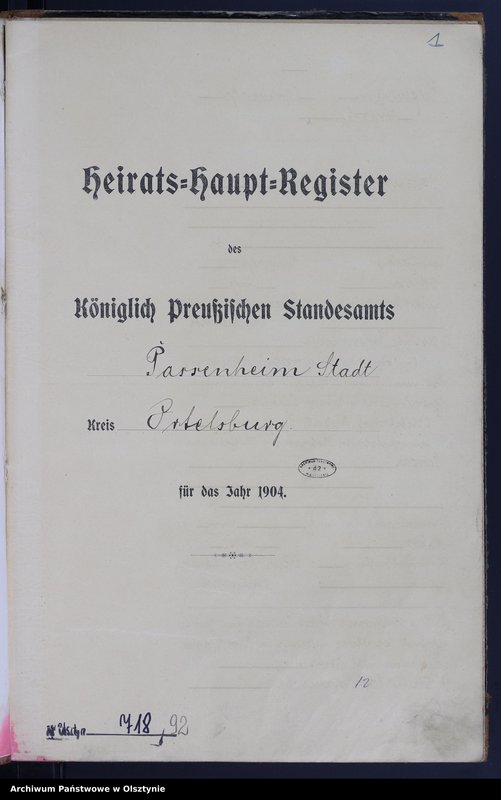 1
Heirats-Haupt-Register
des
Königlich Preußischen Standesamts
Passenheim Stadt
Kreis Ortelsburg.
für das Jahr 1904.
12
718, 92
Archiwum Państwowe w Olsztynie